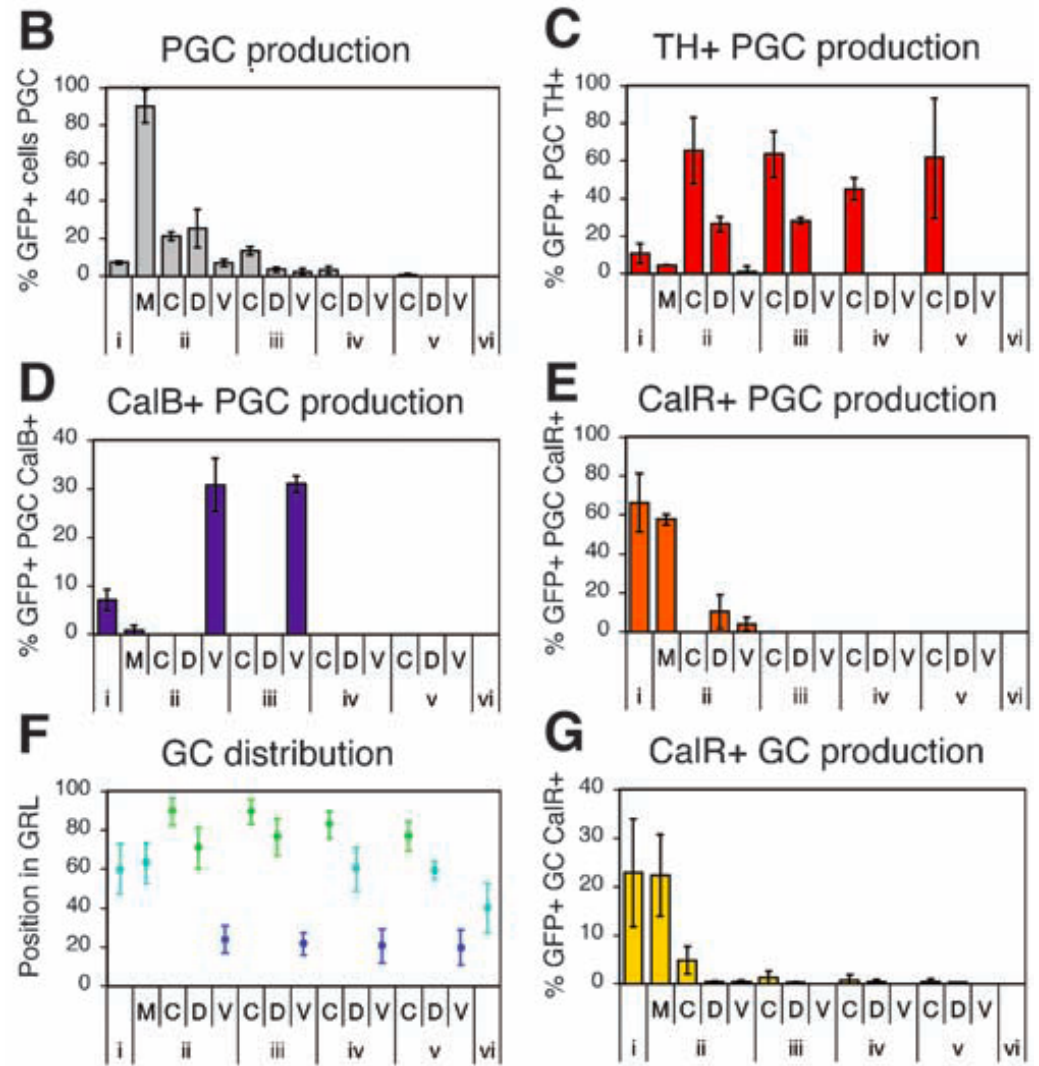 B
PGC production
% GFP+ cells PGC
100
80
60
40
20
0
M C D V C D V C D V C D V
i ii iii iv v vi
C
TH+ PGC production
% GFP+ PGC TH+
100
80
60
40
20
0
M C D V C D V C D V C D V
i ii iii iv v vi
D
CalB+ PGC production
% GFP+ PGC CalB+
40
30
20
10
0
M C D V C D V C D V C D V
i ii iii iv v vi
E
CalR+ PGC production
% GFP+ PGC CalR+
100
80
60
40
20
0
M C D V C D V C D V C D V
i ii iii iv v vi
F
GC distribution
Position in GRL
100
80
60
40
20
0
M C D V C D V C D V C D V
i ii iii iv v vi
G
CalR+ GC production
% GFP+ GC CalR+
40
30
20
10
0
M C D V C D V C D V C D V
i ii iii iv v vi